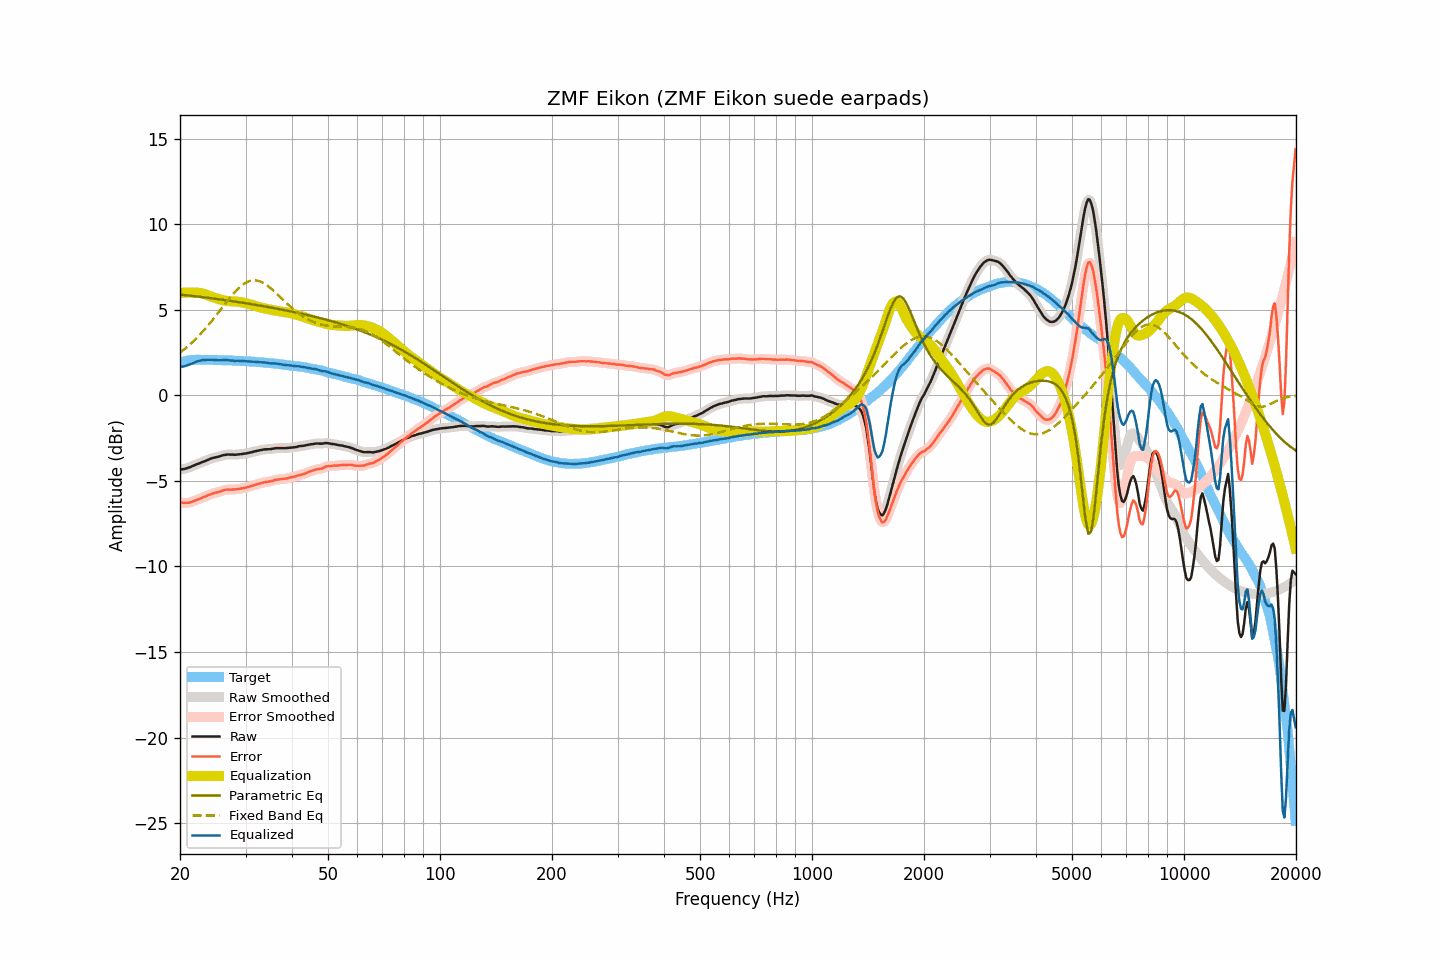 ZMF Eikon (ZMF Eikon suede earpads)
15
10
5
0
−5
−10
−15
−20
−25
Amplitude (dBr)
Target
Raw Smoothed
Error Smoothed
Raw
Error
Equalization
Parametric Eq
Fixed Band Eq
Equalized
20 50 100 200 500 1000 2000 5000 10000 20000
Frequency (Hz)